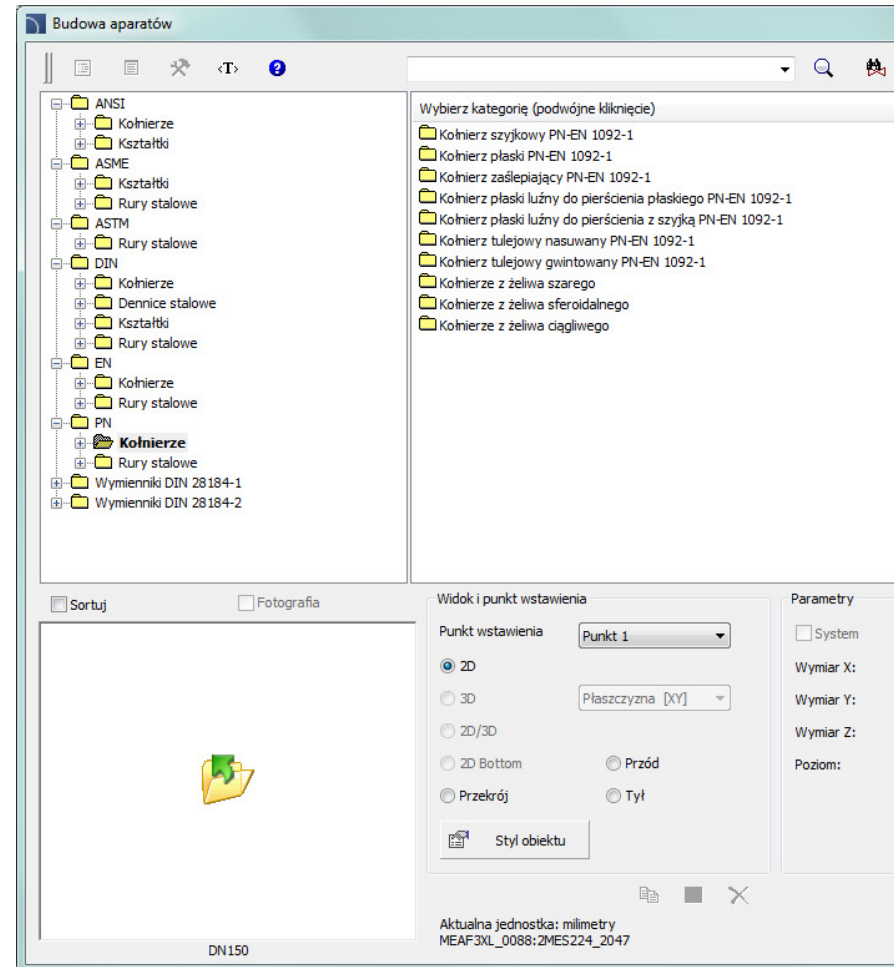 Budowa aparatów
<T>
ANSI
Kołnierze
Kształtki
ASME
Kształtki
Rury stalowe
ASTM
Rury stalowe
DIN
Kołnierze
Dennice stalowe
Kształtki
Rury stalowe
EN
Kołnierze
Rury stalowe
PN
Kołnierze
Rury stalowe
Wymienniki DIN 28184-1
Wymienniki DIN 28184-2
Wybierz kategorię (podwójne kliknięcie)
Kołnierz szyjkowy PN-EN 1092-1
Kołnierz płaski PN-EN 1092-1
Kołnierz zaślepiający PN-EN 1092-1
Kołnierz płaski luźny do pierścienia płaskiego PN-EN 1092-1
Kołnierz płaski luźny do pierścienia z szyjką PN-EN 1092-1
Kołnierz tulejowy nasuwany PN-EN 1092-1
Kołnierz tulejowy gwintowany PN-EN 1092-1
Kołnierze z żeliwa szarego
Kołnierze z żeliwa sferoidalnego
Kołnierze z żeliwa ciągliwego
Sortuj
Fotografia
DN150
Widok i punkt wstawienia
Punkt wstawienia
Punkt 1
2D
3D
Płaszczyzna [XY]
2D/3D
2D Bottom
Przód
Przekrój
Tył
Styl obiektu
Aktualna jednostka: milimetry
MEAF3XL_0088:2MES224_2047
Parametry
System
Wymiar X:
Wymiar Y:
Wymiar Z:
Poziom: